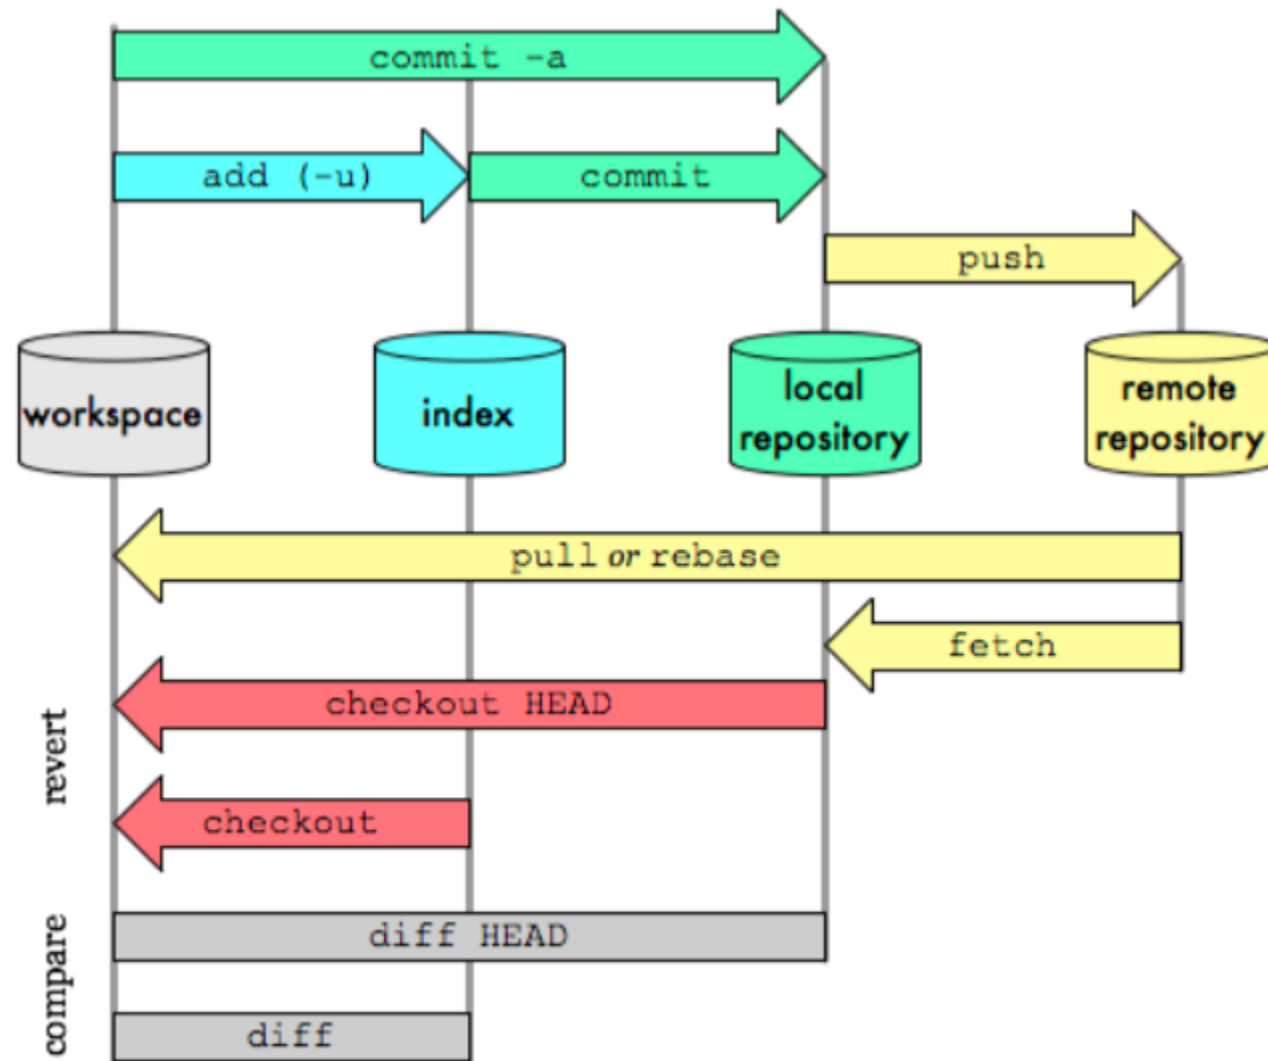 commit -a
add (-u)
commit
push
workspace
index
local
repository
remote
repository
pull or rebase
fetch
revert
checkout HEAD
checkout
compare
diff HEAD
diff